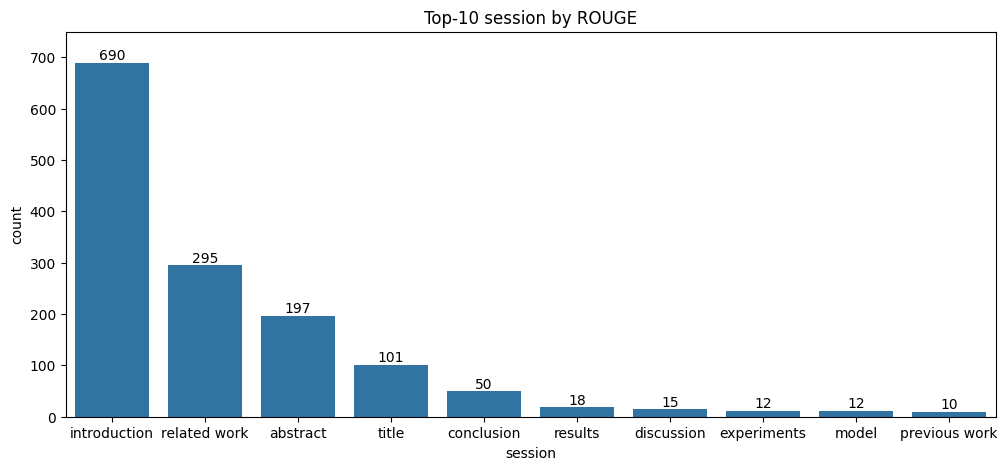 Top-10 session by ROUGE
count
700
600
500
400
300
200
100
0
690
295
197
101
50
18
15
12
12
10
introduction
related work
abstract
title
conclusion
results
discussion
experiments
model
previous work
session